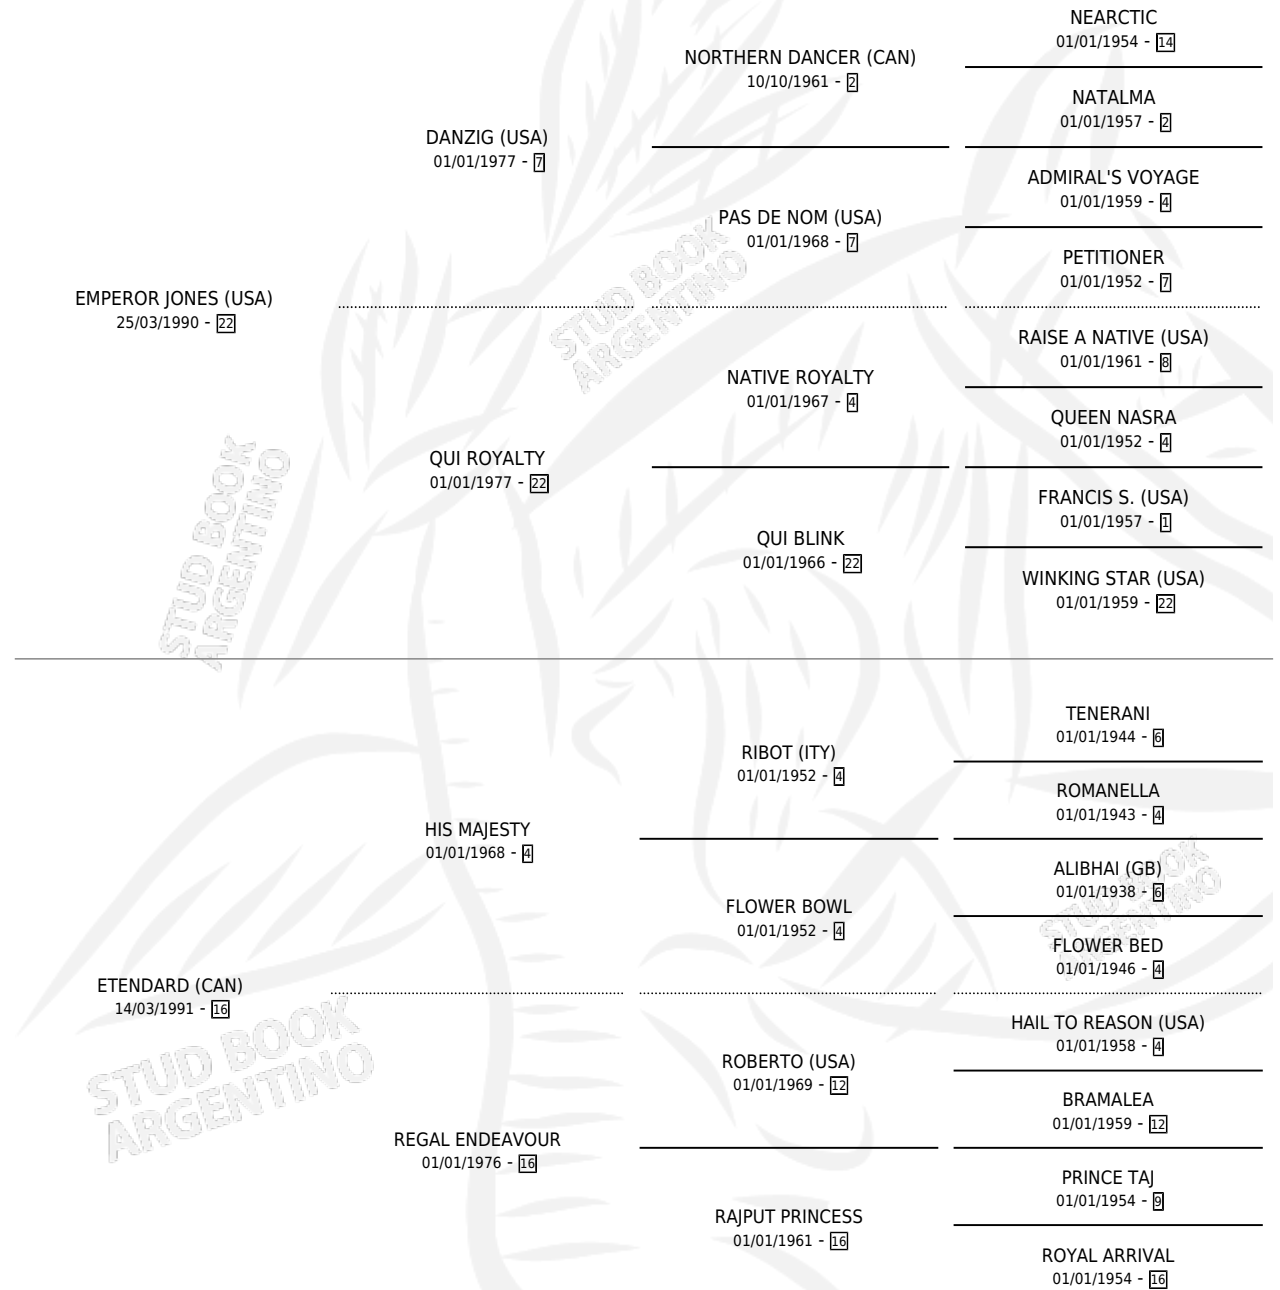 NEARCTIC
01/01/1954 - 14
NORTHERN DANCER (CAN)
10/10/1961 - 2
NATALMA
01/01/1957 - 2
DANZIG (USA)
01/01/1977 - 7
ADMIRAL'S VOYAGE
01/01/1959 - 4
PAS DE NOM (USA)
01/01/1968 - 7
PETITIONER
01/01/1952 - 7
EMPEROR JONES (USA)
25/03/1990 - 22
RAISE A NATIVE (USA)
01/01/1961 - 8
NATIVE ROYALTY
01/01/1967 - 4
QUEEN NASRA
01/01/1952 - 4
QUI ROYALTY
01/01/1977 - 22
FRANCIS S. (USA)
01/01/1957 - 1
QUI BLINK
01/01/1966 - 22
WINKING STAR (USA)
01/01/1959 - 22
TENERANI
01/01/1944 - 6
RIBOT (ITY)
01/01/1952 - 4
ROMANELLA
01/01/1943 - 4
HIS MAJESTY
01/01/1968 - 4
ALIBHAI (GB)
01/01/1938 - 6
FLOWER BOWL
01/01/1952 - 4
FLOWER BED
01/01/1946 - 4
ETENDARD (CAN)
14/03/1991 - 16
HAIL TO REASON (USA)
01/01/1958 - 4
ROBERTO (USA)
01/01/1969 - 12
BRAMALEA
01/01/1959 - 12
REGAL ENDEAVOUR
01/01/1976 - 16
PRINCE TAJ
01/01/1954 - 9
RAJPUT PRINCESS
01/01/1961 - 16
ROYAL ARRIVAL
01/01/1954 - 16
STUD BOOK
ARGENTINO
STUD BOOK
ARGENTINO
STUD BOOK
ARGENTINO
STUD BOOK
ARGENTINO